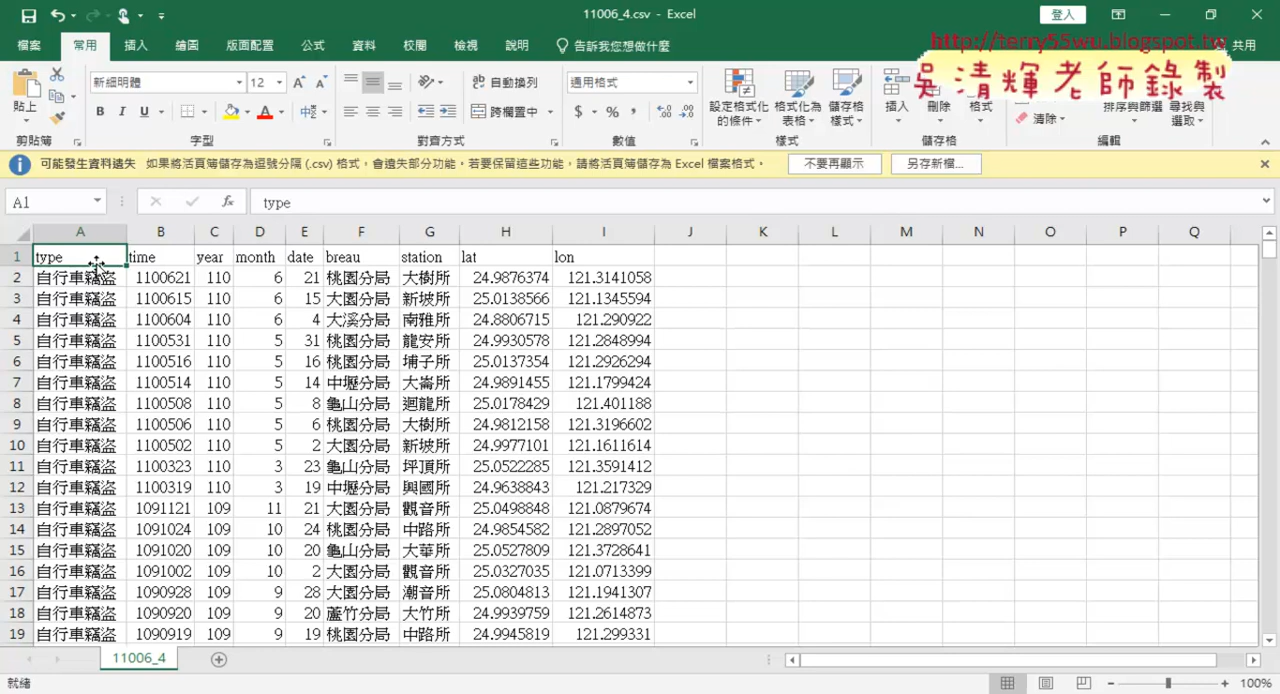 11006_4.csv - Excel
登入
檔案 常用 插入 繪圖 版面配置 公式 資料 校閱 檢視 說明 告訴我您想做什麼 共用
http://terry55wu.blogspot.tw
吳清輝老師錄製
貼上
新細明體 12
B I U
自動換列
跨欄置中
通用格式
$ % ,
設定格式化的條件 格式化為表格 儲存格樣式
插入 刪除 格式
清除
排序與篩選 尋找與選取
剪貼簿 字型 對齊方式 數值 樣式 儲存格 編輯
可能發生資料遺失 如果將活頁簿儲存為逗號分隔 (.csv) 格式，會遺失部分功能。若要保留這些功能，請將活頁簿儲存為 Excel 檔案格式。 不要再顯示 另存新檔...
A1 fx type
A B C D E F G H I J K L M N O P Q
1 type time year month date breau station lat lon
2 自行車竊盜 1100621 110 6 21 桃園分局 大樹所 24.9876374 121.3141058
3 自行車竊盜 1100615 110 6 15 大園分局 新坡所 25.0138566 121.1345594
4 自行車竊盜 1100604 110 6 4 大溪分局 南雅所 24.8806715 121.290922
5 自行車竊盜 1100531 110 5 31 桃園分局 龍安所 24.9930578 121.2848994
6 自行車竊盜 1100516 110 5 16 桃園分局 埔子所 25.0137354 121.2926294
7 自行車竊盜 1100514 110 5 14 中壢分局 大崙所 24.9891455 121.1799424
8 自行車竊盜 1100508 110 5 8 龜山分局 迴龍所 25.0178429 121.401188
9 自行車竊盜 1100506 110 5 6 桃園分局 大樹所 24.9812158 121.3196602
10 自行車竊盜 1100502 110 5 2 大園分局 新坡所 24.9977101 121.1611614
11 自行車竊盜 1100323 110 3 23 龜山分局 坪頂所 25.0522285 121.3591412
12 自行車竊盜 1100319 110 3 19 中壢分局 興國所 24.9638843 121.217329
13 自行車竊盜 1091121 109 11 21 大園分局 觀音所 25.0498848 121.0879674
14 自行車竊盜 1091024 109 10 24 桃園分局 中路所 24.9854582 121.2897052
15 自行車竊盜 1091020 109 10 20 龜山分局 大華所 25.0527809 121.3728641
16 自行車竊盜 1091002 109 10 2 大園分局 觀音所 25.0327035 121.0713399
17 自行車竊盜 1090928 109 9 28 大園分局 潮音所 25.0804813 121.1941307
18 自行車竊盜 1090920 109 9 20 蘆竹分局 大竹所 24.9939759 121.2614873
19 自行車竊盜 1090919 109 9 19 桃園分局 中路所 24.9945819 121.299331
11006_4
就緒 100%